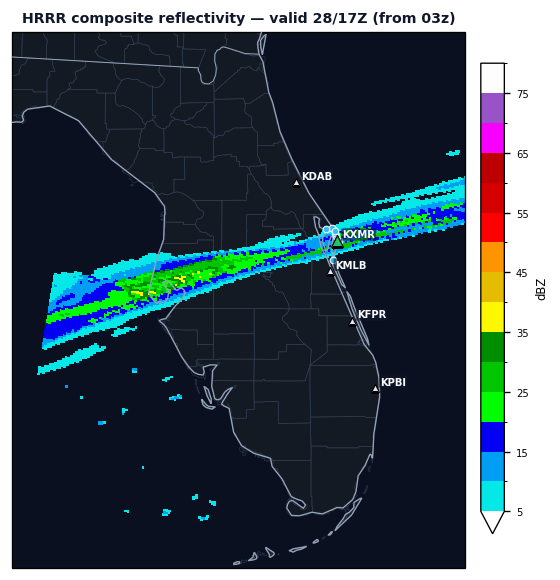 HRRR composite reflectivity — valid 28/17Z (from 03z)
KDAB
KXMR
KMLB
KFPR
KPBI
75
65
55
45
35
25
15
5
dBZ